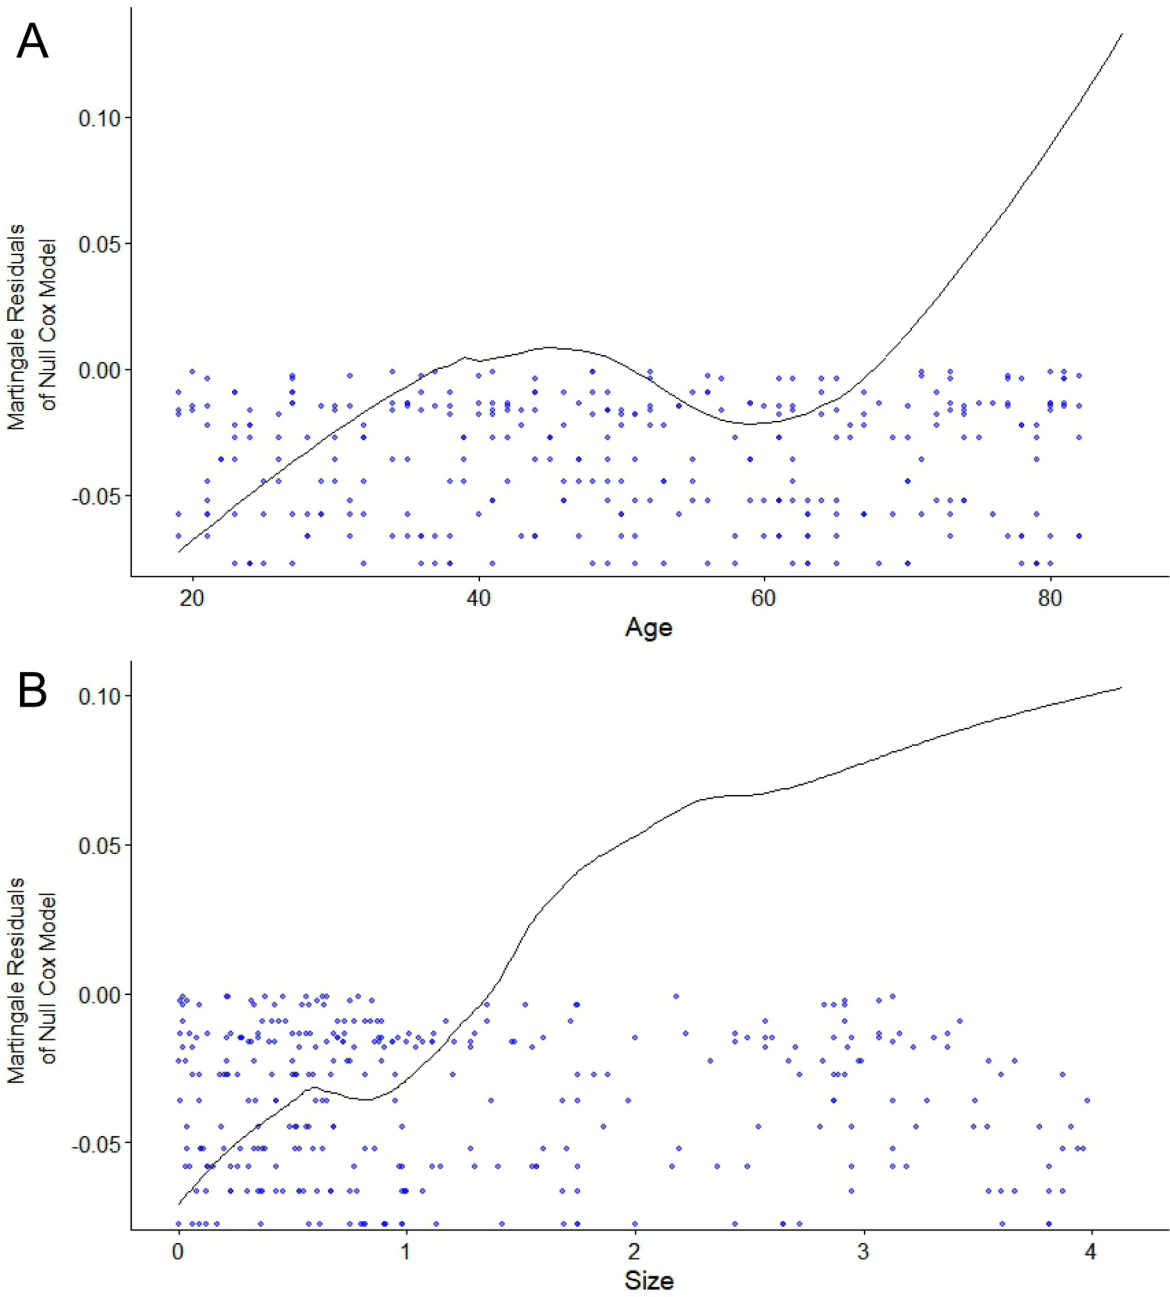 A
Martingale Residuals
of Null Cox Model
0.10
0.05
0.00
-0.05
20 40 60 80
Age
B
Martingale Residuals
of Null Cox Model
0.10
0.05
0.00
-0.05
0 1 2 3 4
Size